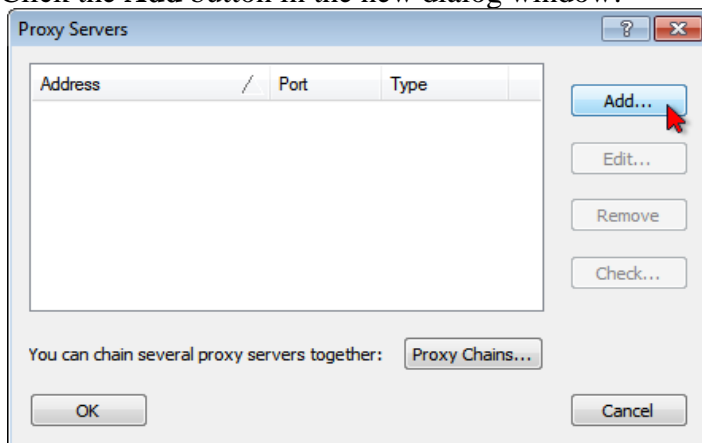 Click the Add button in the new dialog window:
Proxy Servers
Address Port Type
Add...
Edit...
Remove
Check...
You can chain several proxy servers together: Proxy Chains...
OK Cancel